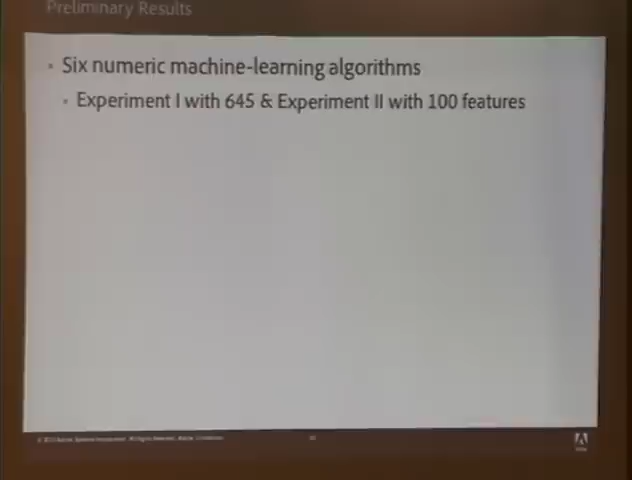 Preliminary Results
Six numeric machine-learning algorithms
Experiment I with 645 & Experiment II with 100 features